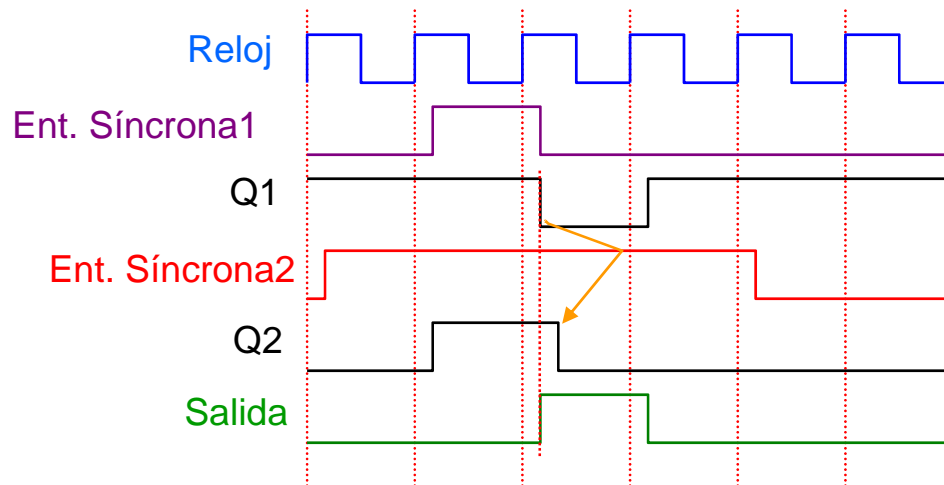 Reloj
Ent. Síncrona1
Q1
Ent. Síncrona2
Q2
Salida